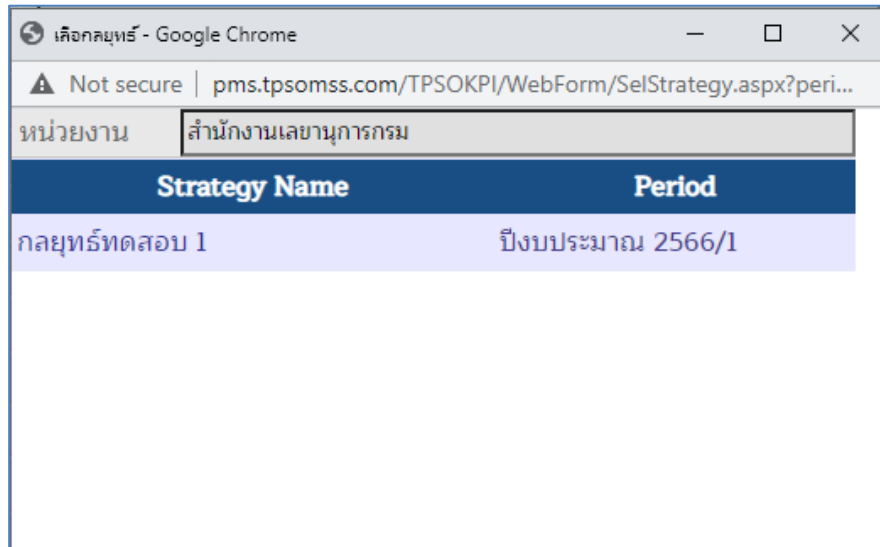 เลือกกลยุทธ์ - Google Chrome
Not secure | pms.tpsomss.com/TPSOKPI/WebForm/SelStrategy.aspx?peri...
หน่วยงาน สำนักงานเลขานุการกรม
Strategy Name Period
กลยุทธ์ทดสอบ 1 ปีงบประมาณ 2566/1